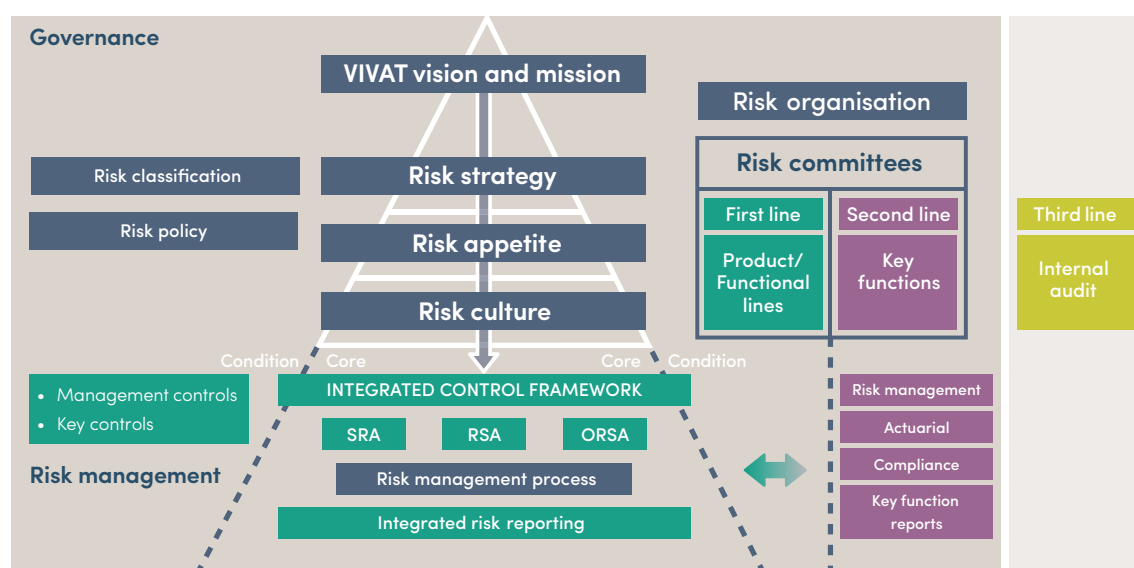 Governance
VIVAT vision and mission
Risk classification
Risk policy
Risk strategy
Risk appetite
Risk culture
Risk organisation
Risk committees
First line
Second line
Product/
Functional
lines
Key
functions
Third line
Internal
audit
Condition
Core
Core
Condition
• Management controls
• Key controls
Risk management
INTEGRATED CONTROL FRAMEWORK
SRA
RSA
ORSA
Risk management process
Integrated risk reporting
Risk management
Actuarial
Compliance
Key function
reports